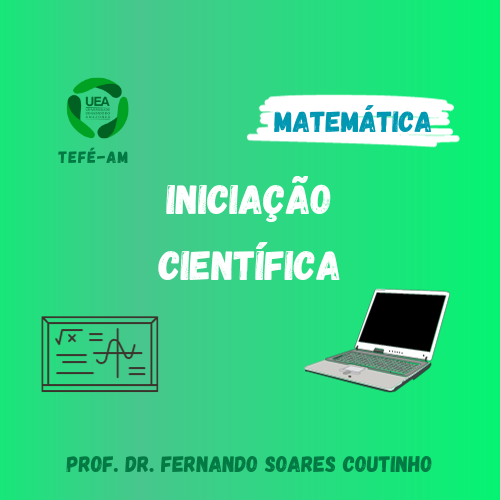 UEA
TEFÉ-AM
MATEMÁTICA
INICIAÇÃO
CIENTÍFICA
√x =
PROF. DR. FERNANDO SOARES COUTINHO